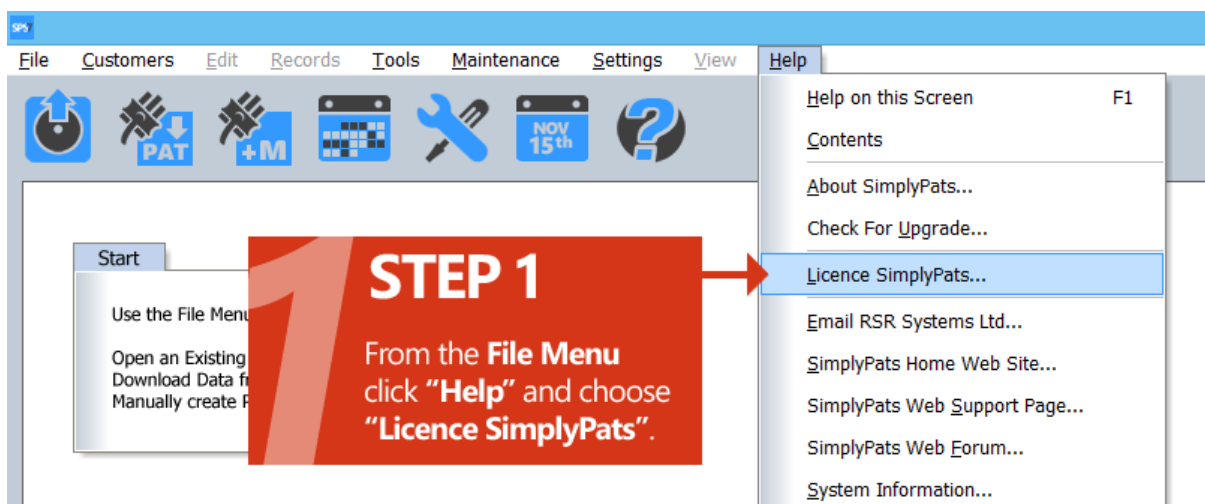 SPS7
File Customers Edit Records Tools Maintenance Settings View Help
PAT +M NOV 15th
Help on this Screen F1
Contents
About SimplyPats...
Check For Upgrade...
Licence SimplyPats...
Email RSR Systems Ltd...
SimplyPats Home Web Site...
SimplyPats Web Support Page...
SimplyPats Web Forum...
System Information...
Start
Use the File Menu
Open an Existing
Download Data
Manually create
1
STEP 1
From the File Menu
click “Help” and choose
“Licence SimplyPats”.